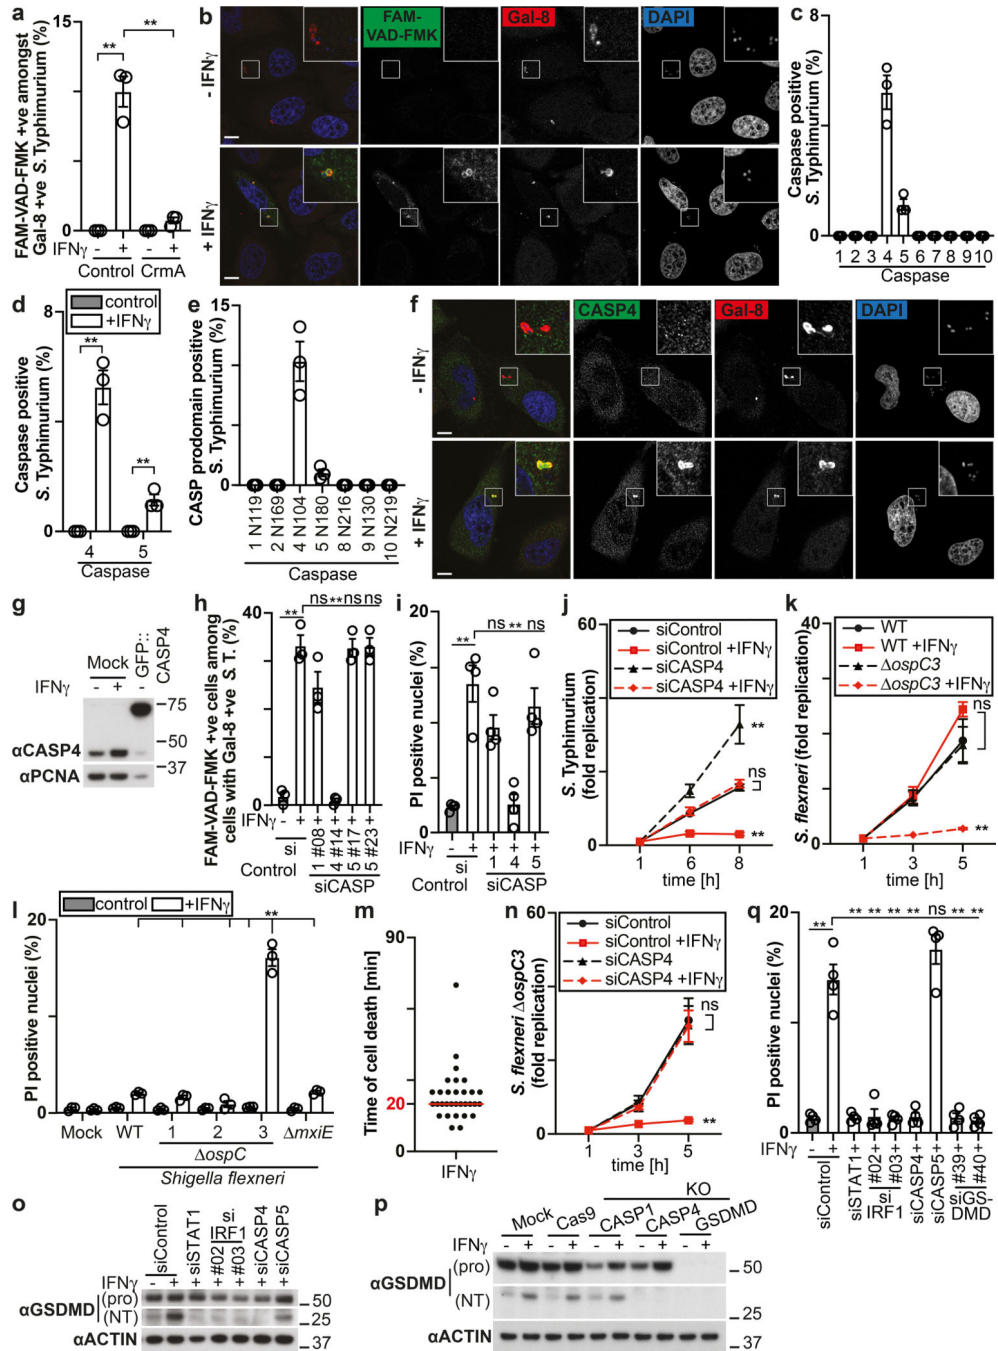 a
FAM-VAD-FMK +ve amongst
Gal-8 +ve S. Typhimurium (%)
15
0
**
**
IFNγ - + - +
Control CrmA
b
FAM-
VAD-FMK
Gal-8
DAPI
- IFNγ
+ IFNγ
c
Caspase positive
S. Typhimurium (%)
8
0
1 2 3 4 5 6 7 8 9 10
Caspase
d
control
+IFNγ
Caspase positive
S. Typhimurium (%)
8
0
**
**
4 5
Caspase
e
CASP prodomain positive
S. Typhimurium (%)
15
0
1 N119
2 N169
4 N104
5 N180
8 N216
9 N130
10 N219
Caspase
f
CASP4
Gal-8
DAPI
- IFNγ
+ IFNγ
g
Mock
GFP::
CASP4
IFNγ - + -
75
50
37
αCASP4
αPCNA
h
FAM-VAD-FMK +ve cells among
cells with Gal-8 +ve S.T. (%)
40
0
** ns ** ns ns
IFNγ - + + + + +
si
Control
1 #08
4 #14
5 #17
5 #23
siCASP
i
PI positive nuclei (%)
20
0
** ns ** ns
IFNγ - + + + +
si
Control
1 4 5
siCASP
j
S. Typhimurium
(fold replication)
60
0
siControl
siControl +IFNγ
siCASP4
siCASP4 +IFNγ
**
ns
**
1 6 8
time [h]
k
S. flexneri (fold replication)
30
0
WT
WT +IFNγ
ΔospC3
ΔospC3 +IFNγ
ns
**
1 3 5
time [h]
l
control
+IFNγ
PI positive nuclei (%)
20
0
**
Mock WT 1 2 3 ΔmxiE
ΔospC
Shigella flexneri
m
Time of cell death [min]
90
20
0
IFNγ
n
S. flexneri ΔospC3
(fold replication)
60
0
siControl
siControl +IFNγ
siCASP4
siCASP4 +IFNγ
ns
**
1 3 5
time [h]
q
PI positive nuclei (%)
20
0
** ** ** ** ** ns ** **
IFNγ - + + + + + + + +
siControl
siSTAT1
#02
#03
si
IRF1
siCASP4
siCASP5
#39
#40
siGS-
DMD
o
siControl
siSTAT1
si
IRF1
#02
#03
siCASP4
siCASP5
IFNγ - + + + + + +
αGSDMD
(pro)
(NT)
50
25
αACTIN
37
p
KO
Mock Cas9 CASP1 CASP4 GSDMD
IFNγ - + - + - + - + - +
αGSDMD
(pro)
(NT)
50
25
αACTIN
37